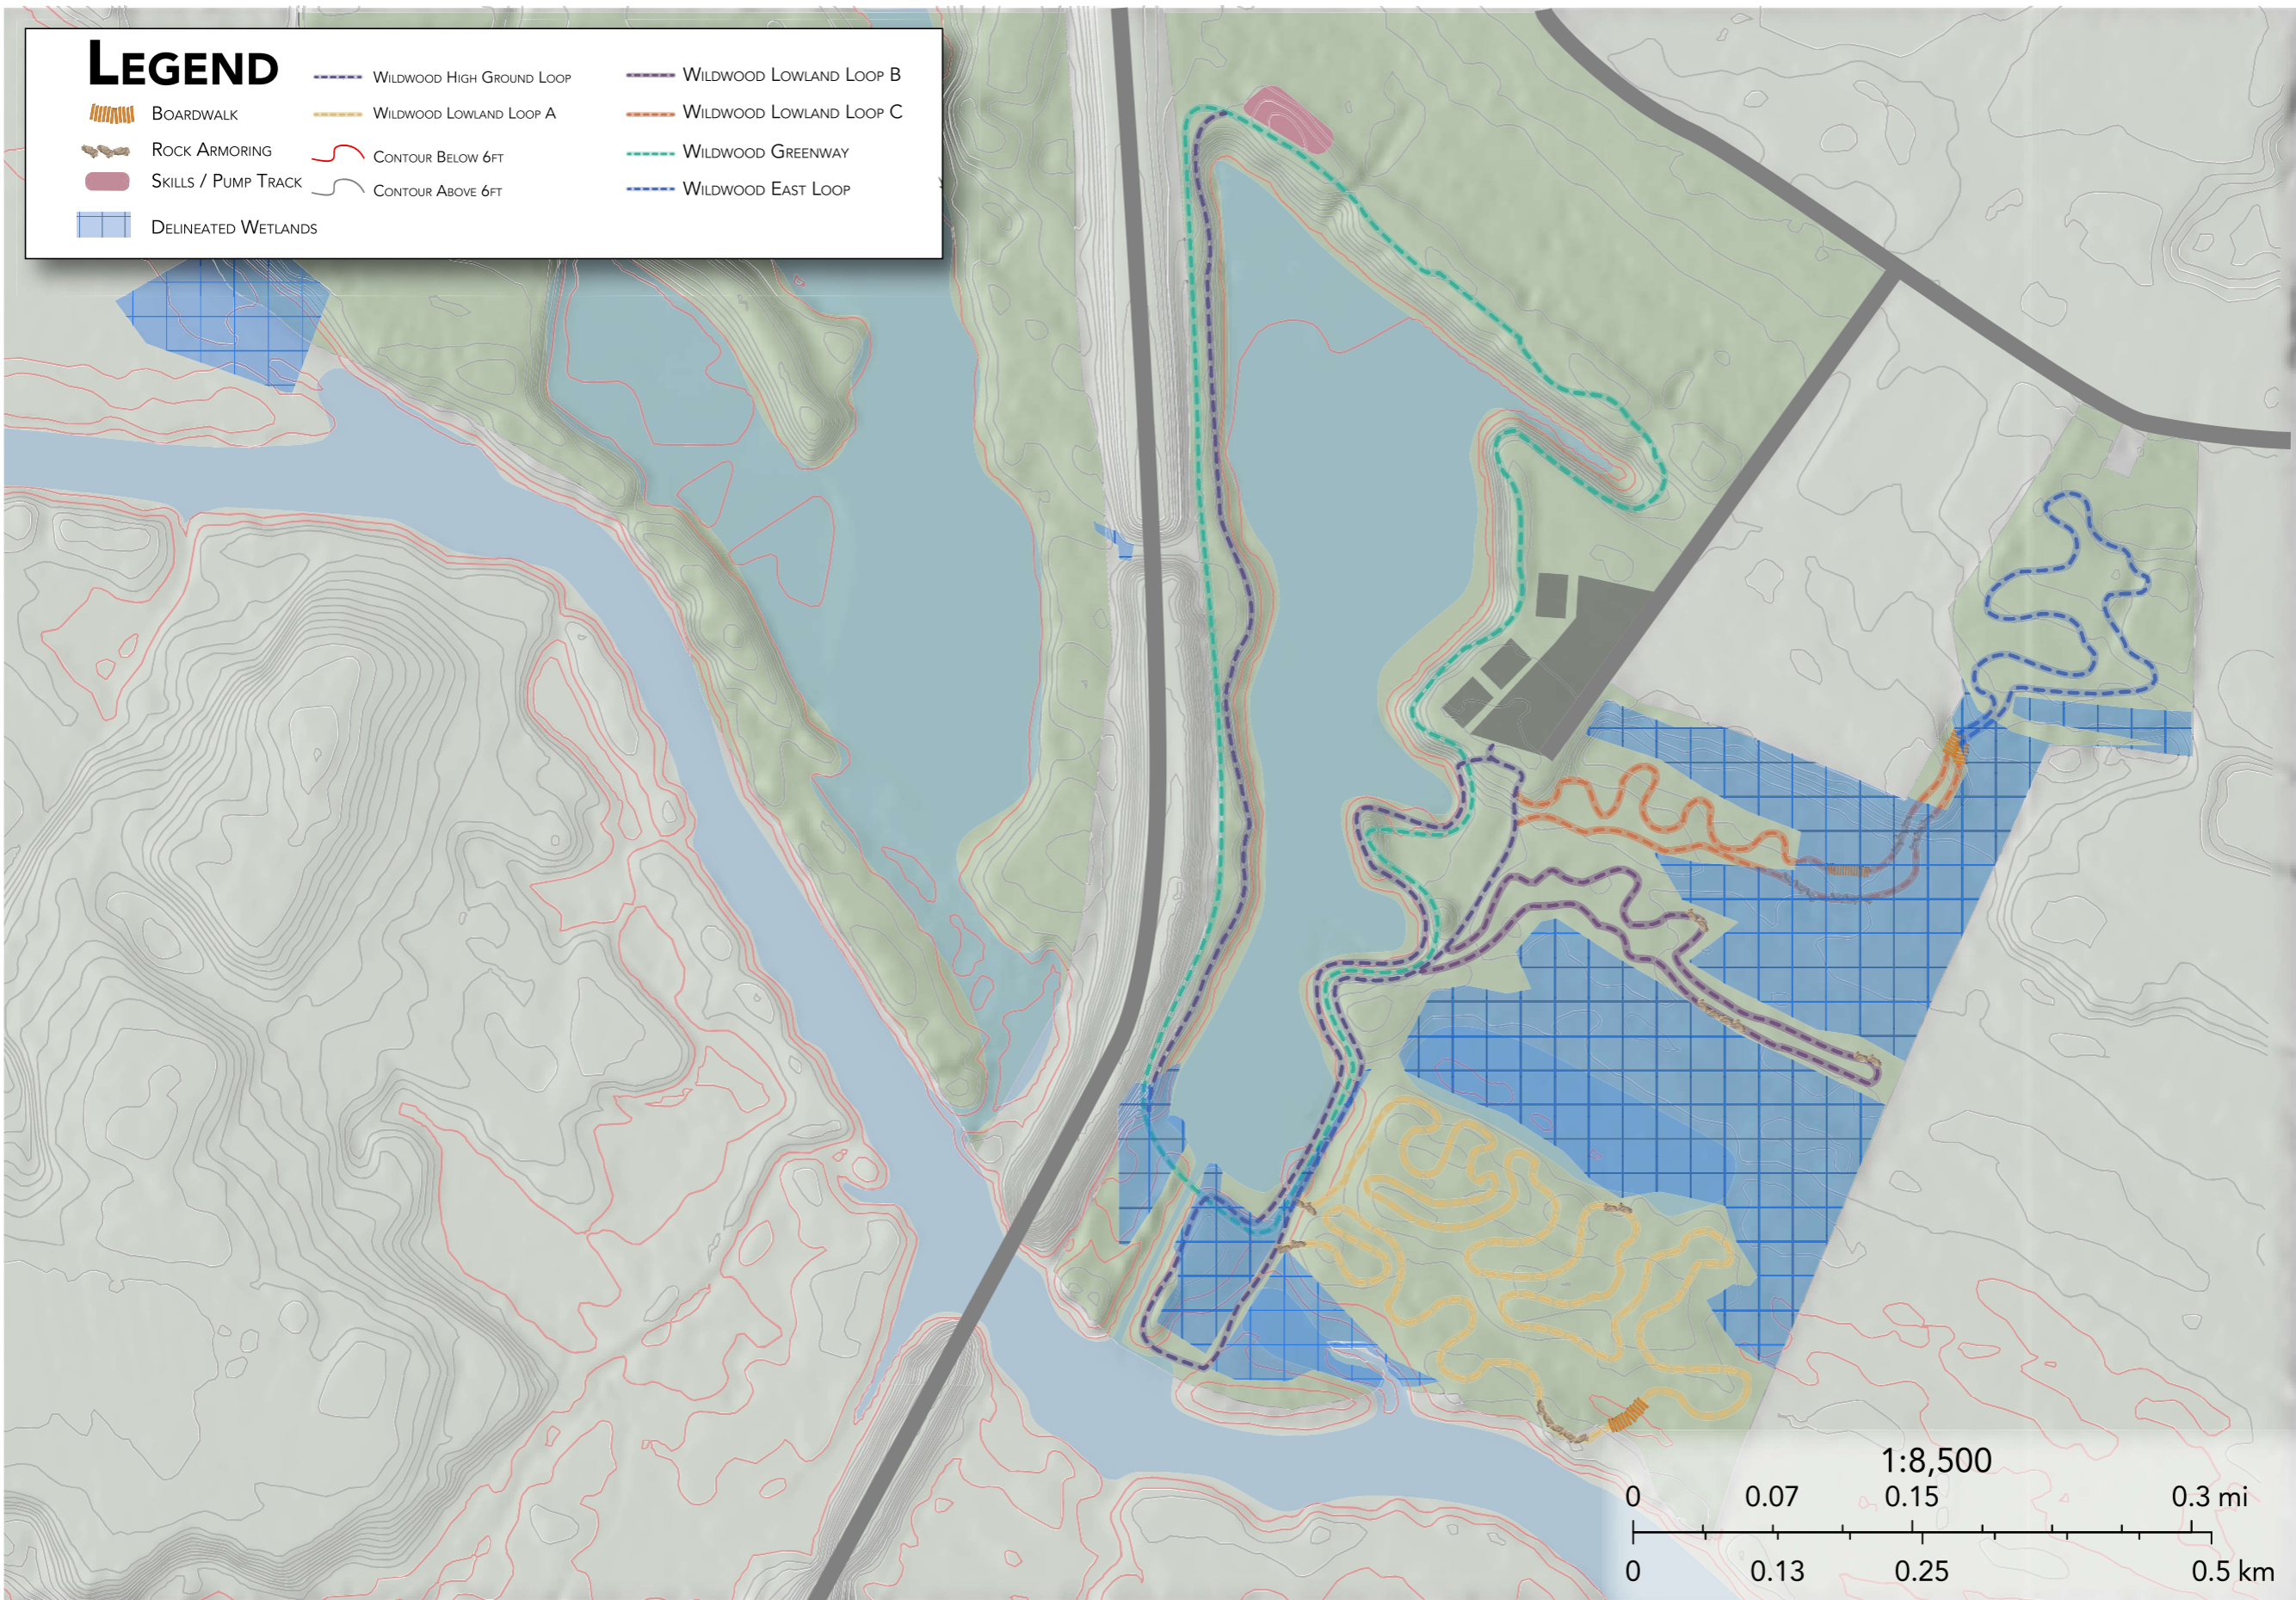 Legend
Boardwalk
Rock Armoring
Skills / Pump Track
Delineated Wetlands
Wildwood High Ground Loop
Wildwood Lowland Loop A
Contour Below 6ft
Contour Above 6ft
Wildwood Lowland Loop B
Wildwood Lowland Loop C
Wildwood Greenway
Wildwood East Loop
1:8,500
0 0.07 0.15 0.3 mi
0 0.13 0.25 0.5 km